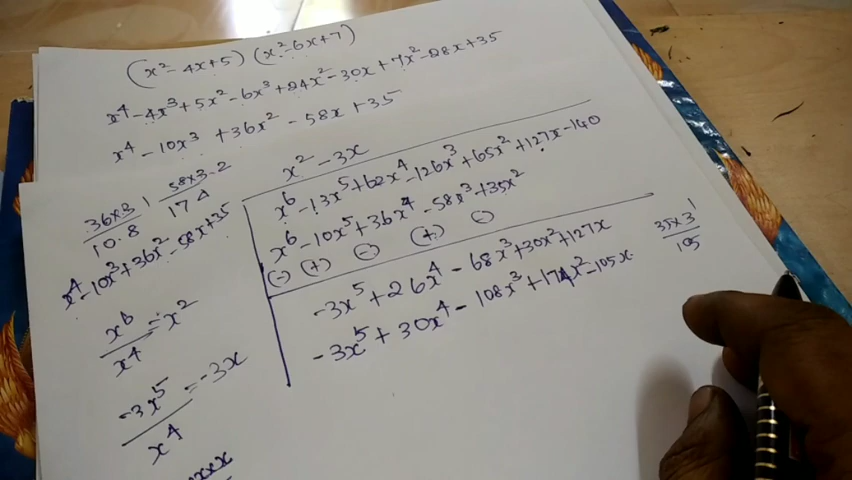 (x²-4x+5)(x²-6x+7)
x⁴-4x³+5x²-6x³+24x²-30x+7x²-28x+35
x⁴-10x³+36x²-58x+35
x²-3x
x⁶-13x⁵+62x⁴-126x³+65x²+127x-140
x⁶-10x⁵+36x⁴-58x³+35x²
(-) (+) (-) (+) (-)
-3x⁵+26x⁴-68x³+30x²+127x
-3x⁵+30x⁴-108x³+174x²-105x
36x3 1
10.8
58x3 2
174
x⁴-10x³+36x²-58x+35
x⁶/x⁴ = x²
-3x⁵/x⁴ = -3x
35x3 1
105